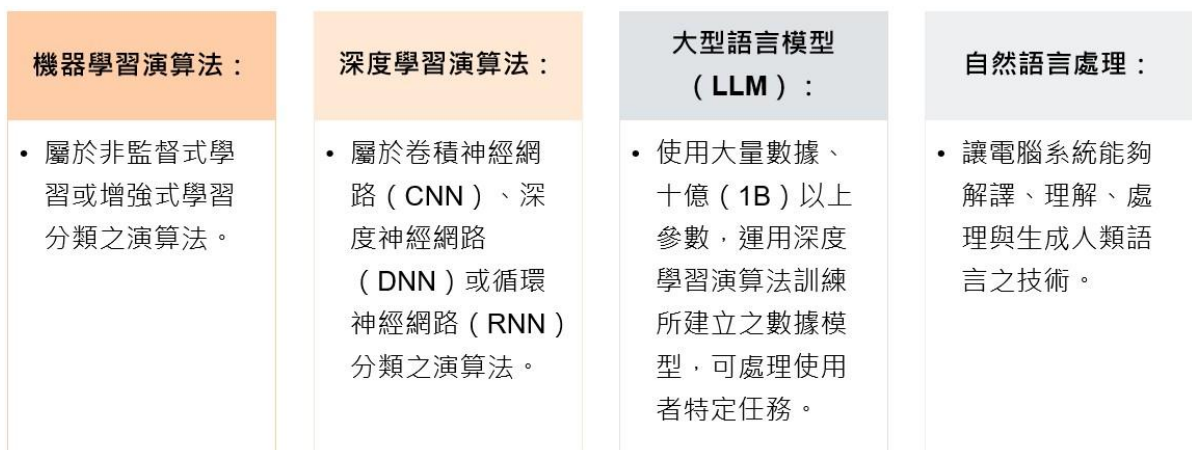 機器學習演算法：
• 屬於非監督式學
習或增強式學習
分類之演算法。
深度學習演算法：
• 屬於卷積神經網
路（CNN）、深
度神經網路
（DNN）或循環
神經網路（RNN）
分類之演算法。
大型語言模型
（LLM）：
• 使用大量數據、
十億（1B）以上
參數，運用深度
學習演算法訓練
所建立之數據模
型，可處理使用
者特定任務。
自然語言處理：
• 讓電腦系統能夠
解譯、理解、處
理與生成人類語
言之技術。